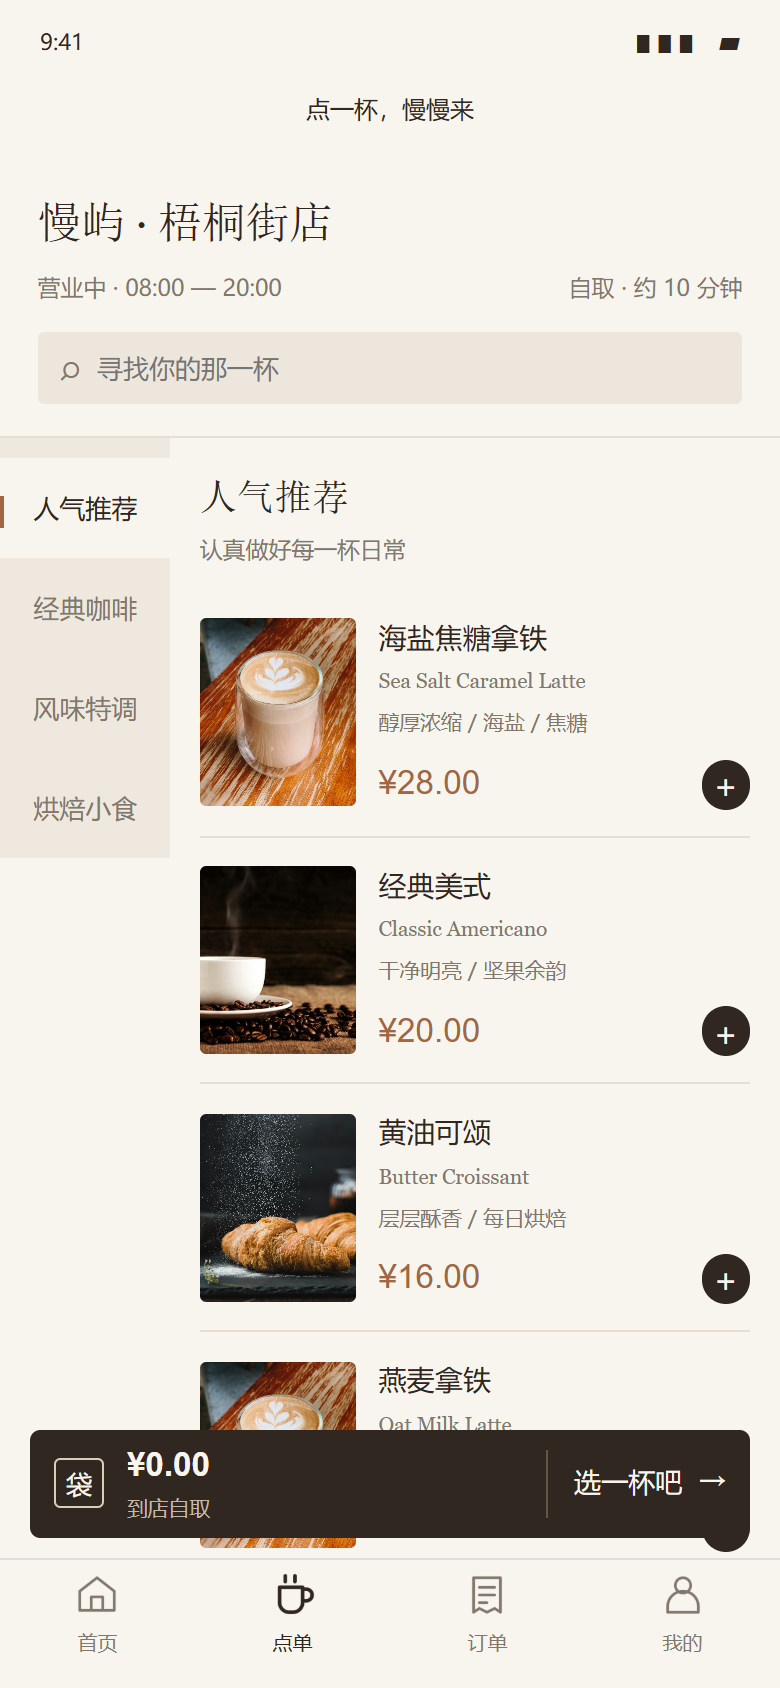 9:41
点一杯，慢慢来
慢屿 · 梧桐街店
营业中 · 08:00 — 20:00
自取 · 约 10 分钟
寻找你的那一杯
人气推荐
经典咖啡
风味特调
烘焙小食
人气推荐
认真做好每一杯日常
海盐焦糖拿铁
Sea Salt Caramel Latte
醇厚浓缩 / 海盐 / 焦糖
¥28.00
+
经典美式
Classic Americano
干净明亮 / 坚果余韵
¥20.00
+
黄油可颂
Butter Croissant
层层酥香 / 每日烘焙
¥16.00
+
燕麦拿铁
Oat Milk Latte
袋
¥0.00
到店自取
选一杯吧 →
首页
点单
订单
我的